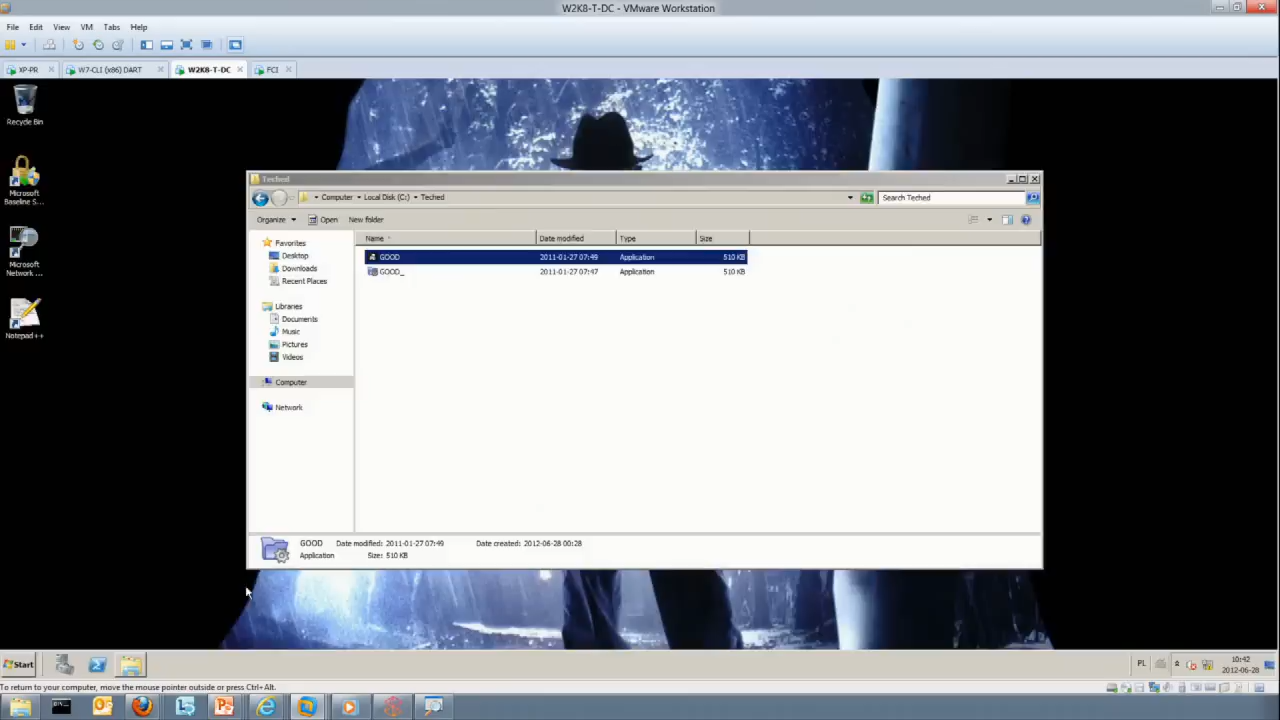 W2K8-T-DC - VMware Workstation
File Edit View VM Tabs Help
XP-PR W7-CLI (x86) DART W2K8-T-DC FCI
Recycle Bin
Microsoft
Baseline S...
Microsoft
Network ...
Notepad++
Teched
Computer Local Disk (C:) Teched Search Teched
Organize Open New folder
Favorites
Desktop
Downloads
Recent Places
Libraries
Documents
Music
Pictures
Videos
Computer
Network
Name Date modified Type Size
GOOD 2011-01-27 07:49 Application 510 KB
GOOD_ 2011-01-27 07:47 Application 510 KB
GOOD Date modified: 2011-01-27 07:49 Date created: 2012-06-28 00:28
Application Size: 510 KB
Start PL 10:42
2012-06-28
To return to your computer, move the mouse pointer outside or press Ctrl+Alt.